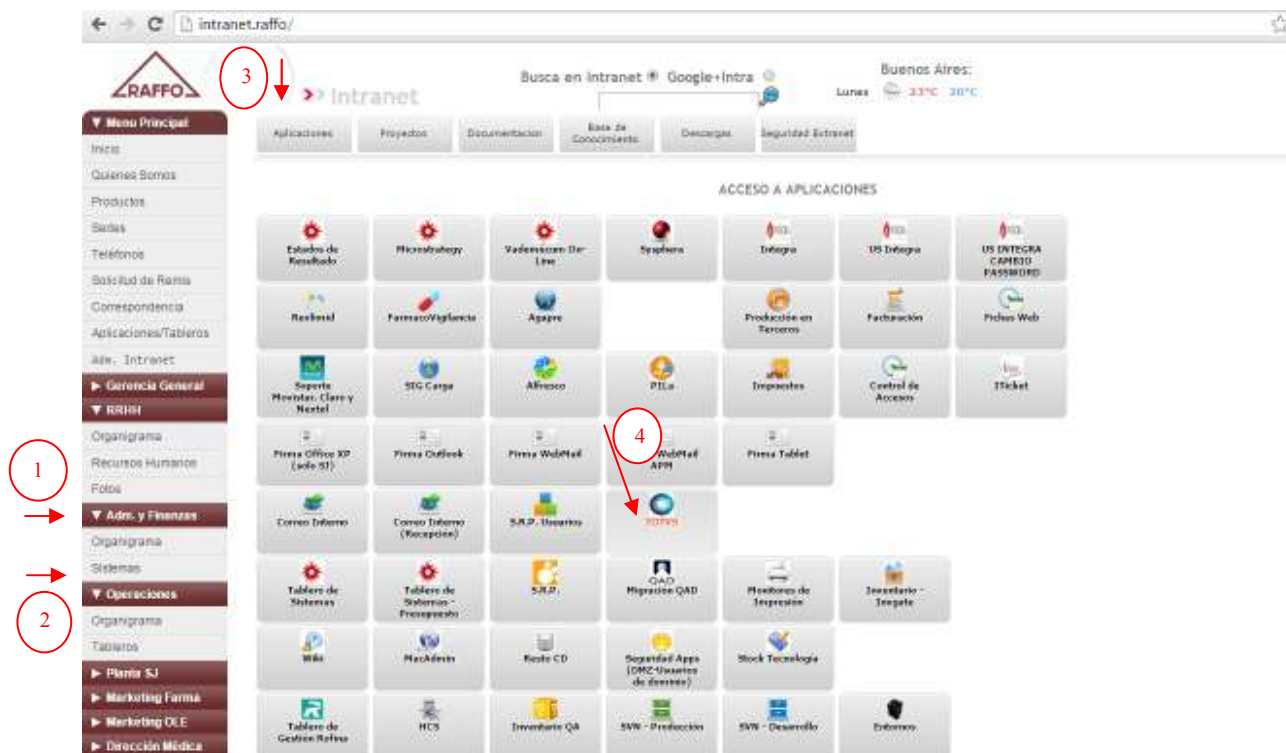 intranet.raffo/
RAFFO
3
Intranet
Busca en Intranet Google+Intra
Buenos Aires:
Lunes 23°C 20°C
Aplicaciones
Proyectos
Documentacion
Base de
Conocimiento
Descargas
Seguridad Extranet
▼ Menu Principal
Inicio
Quienes Somos
Productos
Sedes
Teléfonos
Solicitud de Remis
Correspondencia
Aplicaciones/Tableros
Adm. Intranet
► Gerencia General
▼ RRHH
Organigrama
Recursos Humanos
Fotos
1
▼ Adm. y Finanzas
Organigrama
Sistemas
▼ Operaciones
2
Organigrama
Tableros
► Planta SJ
► Marketing Farma
► Marketing OLE
► Dirección Médica
ACCESO A APLICACIONES
Estados de
Resultado
Microstrategy
Vademecum On-
Line
Sysphera
Integra
US Integra
US INTEGRA
CAMBIO
PASSWORD
FarmacoVigilancia
Agapre
Producción en
Terceros
Facturación
Fichus Web
Soporte
Movistar, Claro y
Nextel
SIG Carga
Alfresco
PILa
Impuestos
Control de
Accesos
ITicket
Firma Office XP
(solo SJ)
Firma Outlook
Firma WebMail
4
WebMail
APM
Firma Tablet
Correo Interno
Correo Interno
(Recepción)
S.R.P. Usuarios
TOTVS
Tablero de
Sistemas
Tablero de
Sistemas -
Presupuesto
S.R.P.
QAD
Migración QAD
Monitoreo de
Impresión
Inventario -
Tablero de
Gestion Refina
Wiki
MacAdmin
Resto CD
Seguridad Apps
(DMZ-Usuarios
de dominio)
Stock Tecnología
HCS
Inventario QA
SVN - Producción
SVN - Desarrollo
Entornos